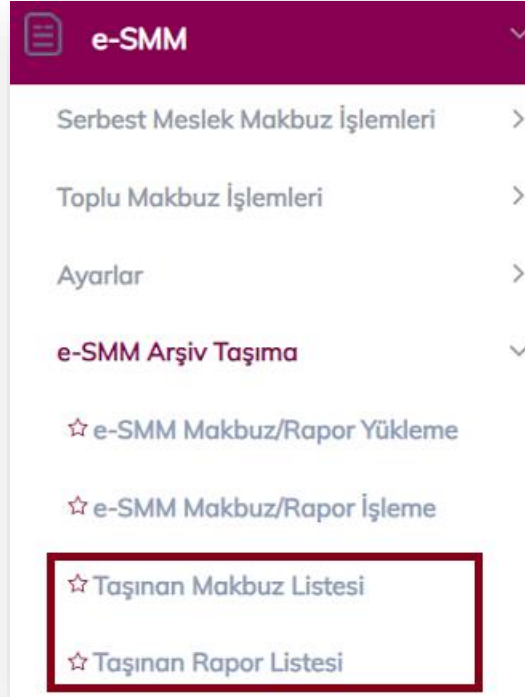 e-SMM
Serbest Meslek Makbuz İşlemleri
Toplu Makbuz İşlemleri
Ayarlar
e-SMM Arşiv Taşıma
e-SMM Makbuz/Rapor Yükleme
e-SMM Makbuz/Rapor İşleme
Taşınan Makbuz Listesi
Taşınan Rapor Listesi